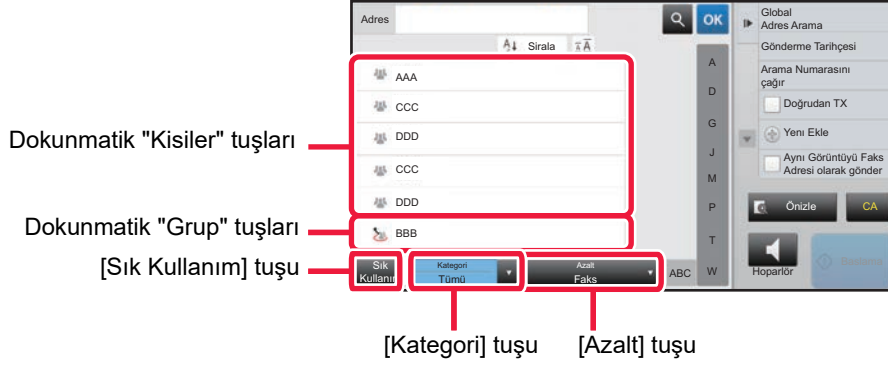 Adres
OK
Sirala
AAA
CCC
DDD
CCC
DDD
BBB
A
D
G
J
M
P
T
W
ABC
Sık
Kullanım
Kategori
Tümü
Azalt
Faks
Global
Adres Arama
Gönderme Tarihçesi
Arama Numarasını
çağır
Doğrudan TX
Yenı Ekle
Aynı Görüntüyü Faks
Adresi olarak gönder
Önizle
CA
Hoparlör
Dokunmatik "Kisiler" tuşları
Dokunmatik "Grup" tuşları
[Sık Kullanım] tuşu
[Kategori] tuşu
[Azalt] tuşu